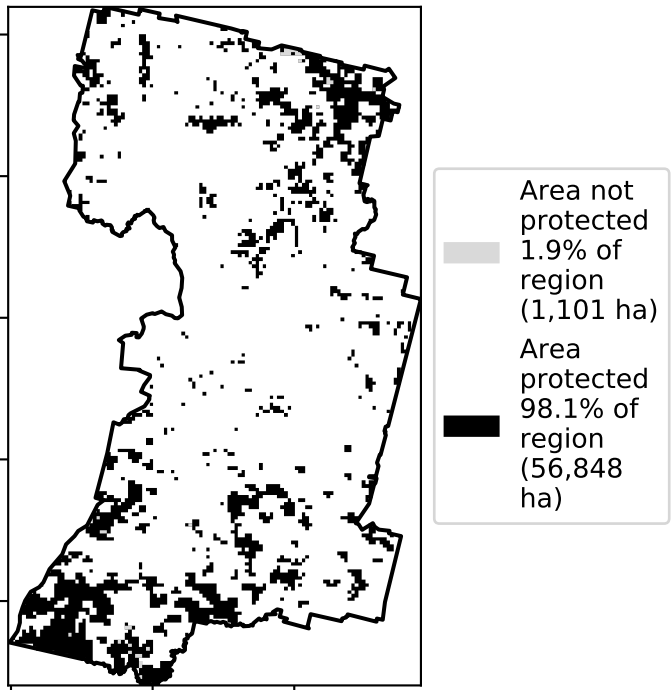 Area not
protected
1.9% of
region
(1,101 ha)
Area
protected
98.1% of
region
(56,848
ha)